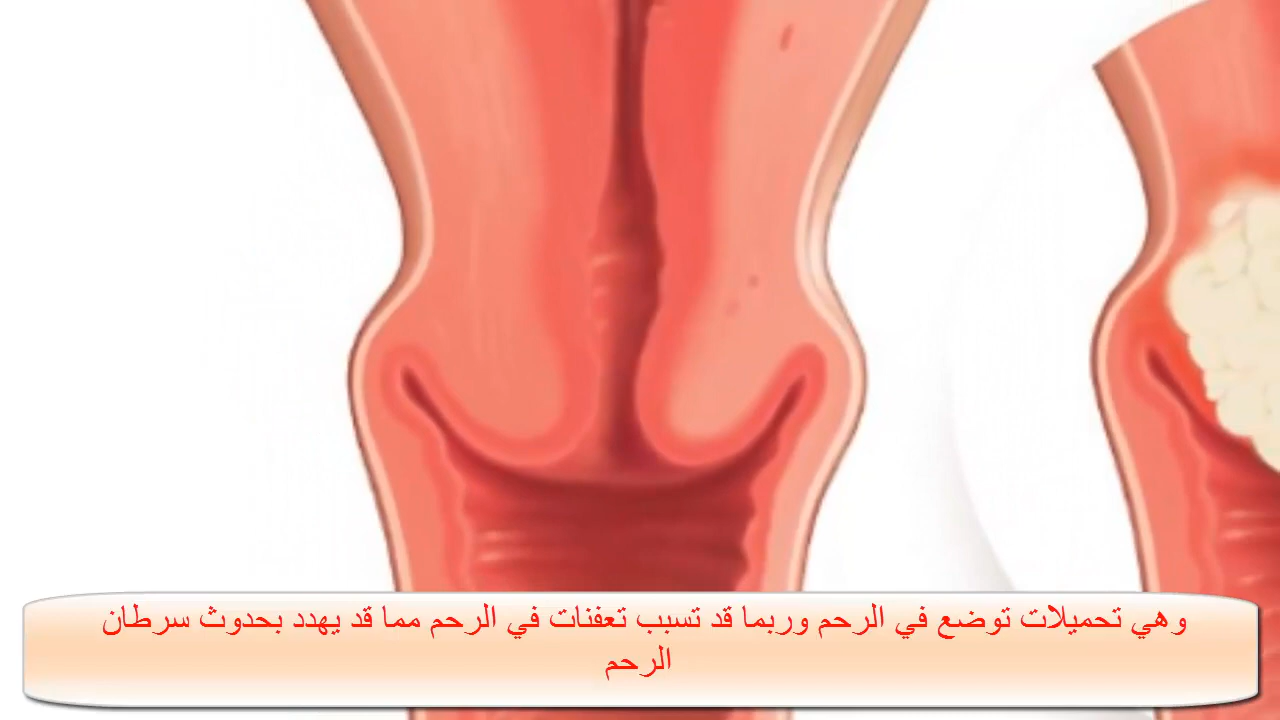 وهي تحميلات توضع في الرحم وربما قد تسبب تعفنات في الرحم مما قد يهدد بحدوث سرطان
الرحم